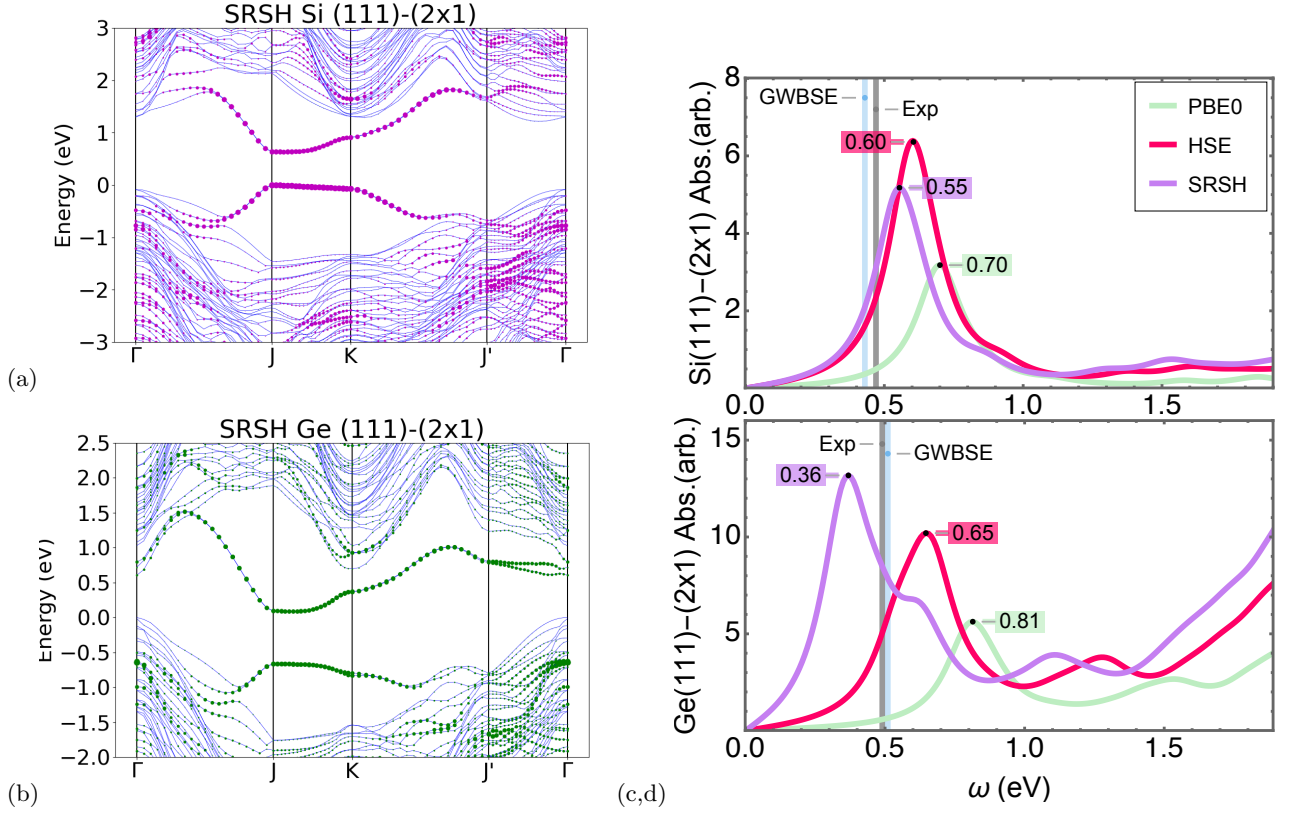 SRSH Si (111)-(2x1)
3
2
1
0
−1
−2
−3
Energy (eV)
Γ
J
K
J'
Γ
(a)
SRSH Ge (111)-(2x1)
2.5
2.0
1.5
1.0
0.5
0.0
−0.5
−1.0
−1.5
−2.0
Energy (eV)
Γ
J
K
J'
Γ
(b)
Si(111)−(2x1) Abs.(arb.)
8
6
4
2
GWBSE
Exp
PBE0
HSE
SRSH
0.60
0.55
0.70
0.0
0.5
1.0
1.5
Ge(111)−(2x1) Abs.(arb.)
15
10
5
Exp
GWBSE
0.36
0.65
0.81
0.0
0.5
1.0
1.5
ω (eV)
(c,d)